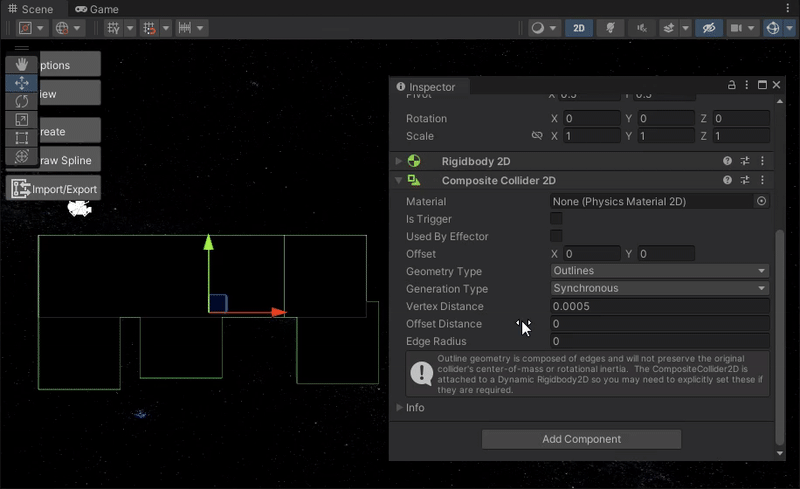 Scene Game
2D
ptions
iew
reate
raw Spline
Import/Export
Inspector
Pivot X 0.5 Y 0.5
Rotation X 0 Y 0 Z 0
Scale X 1 Y 1 Z 1
Rigidbody 2D
Composite Collider 2D
Material None (Physics Material 2D)
Is Trigger
Used By Effector
Offset X 0 Y 0
Geometry Type Outlines
Generation Type Synchronous
Vertex Distance 0.0005
Offset Distance 0
Edge Radius 0
Outline geometry is composed of edges and will not preserve the original
collider's center-of-mass or rotational inertia. The CompositeCollider2D is
attached to a Dynamic Rigidbody2D so you may need to explicitly set these if
they are required.
Info
Add Component